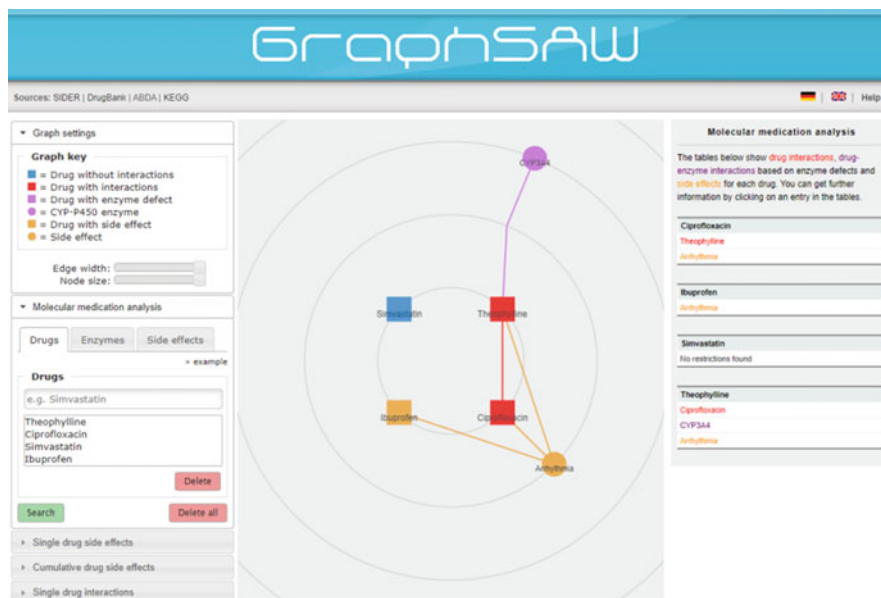 GraphSAW
Sources: SIDER | DrugBank | ABDA | KEGG
| | Help
Graph settings
Graph key
= Drug without interactions
= Drug with interactions
= Drug with enzyme defect
= CYP-P450 enzyme
= Drug with side effect
= Side effect
Edge width:
Node size:
Molecular medication analysis
Drugs Enzymes Side effects
» example
Drugs
e.g. Simvastatin
Theophylline
Ciprofloxacin
Simvastatin
Ibuprofen
Delete
Search Delete all
Single drug side effects
Cumulative drug side effects
Single drug interactions
CYP3A4
Simvastatin Theophylline
Ibuprofen Ciprofloxacin
Arrhythmia
Molecular medication analysis
The tables below show drug interactions, drug-
enzyme interactions based on enzyme defects and
side effects for each drug. You can get further
information by clicking on an entry in the tables.
Ciprofloxacin
Theophylline
Arrhythmia
Ibuprofen
Arrhythmia
Simvastatin
No restrictions found
Theophylline
Ciprofloxacin
CYP3A4
Arrhythmia